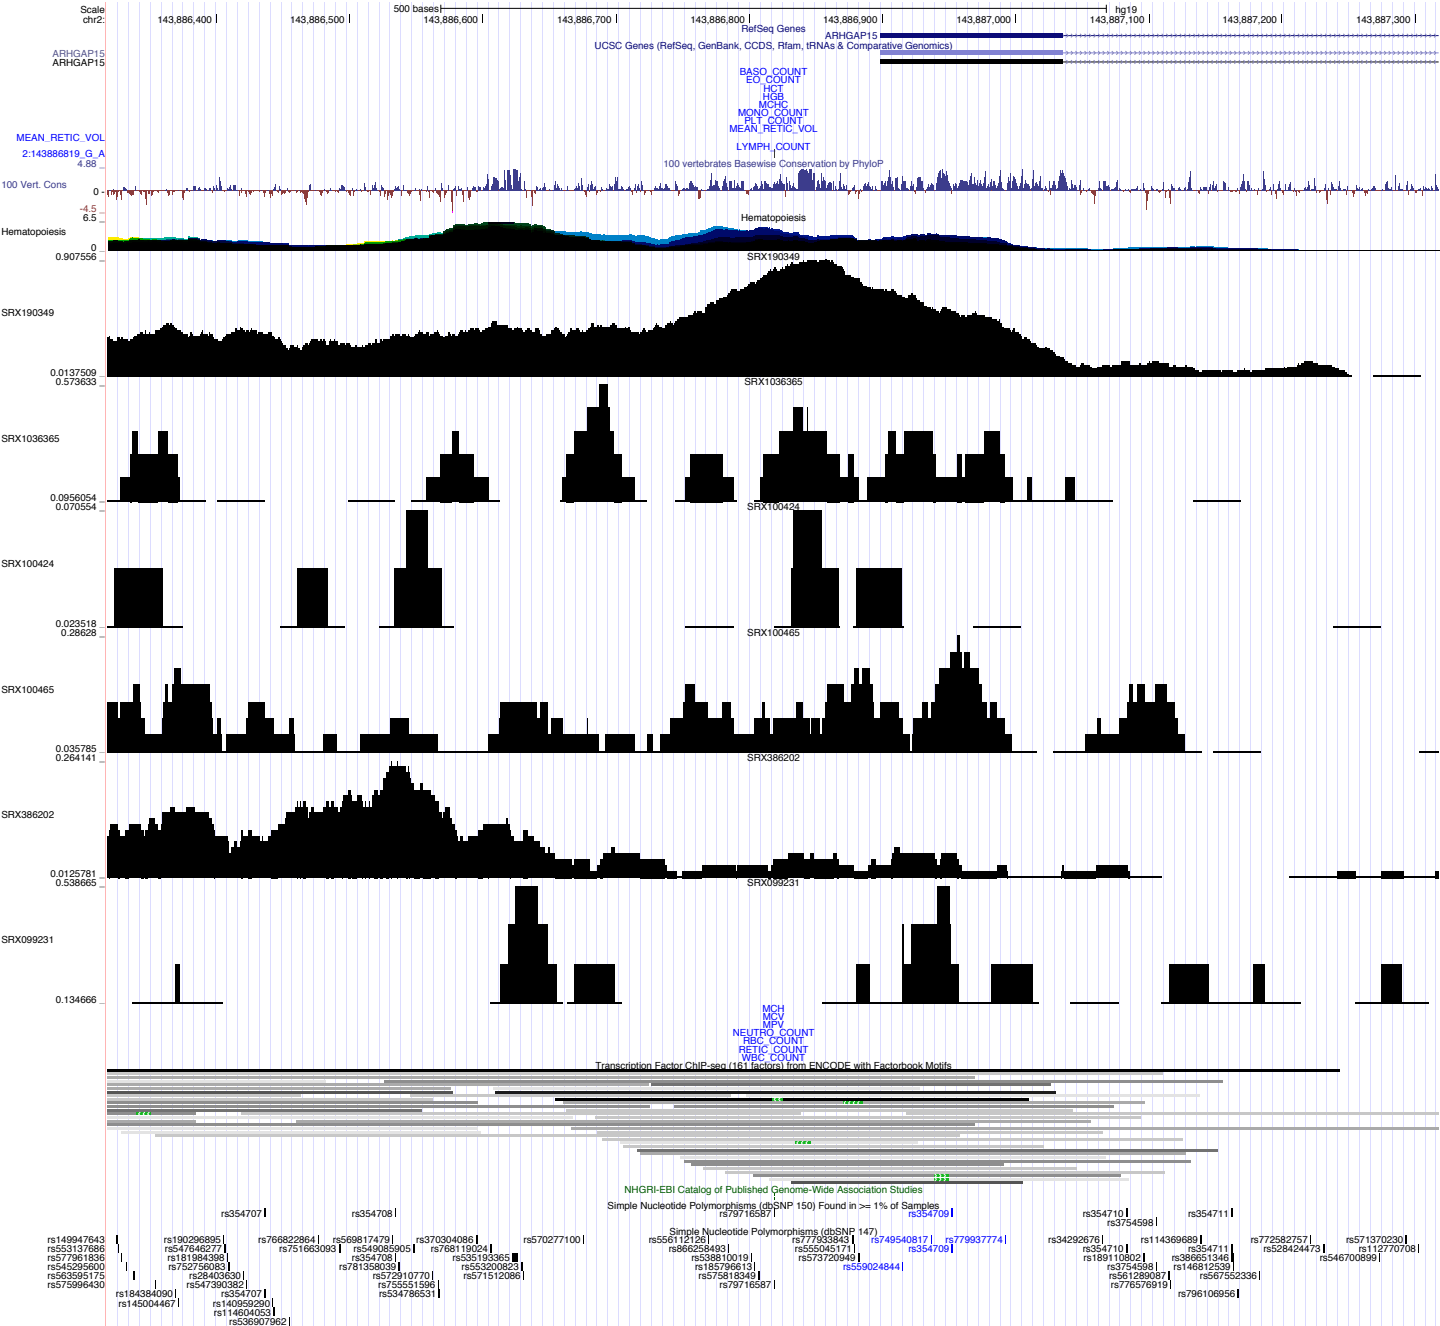 Scale 500 bases hg19
chr2: 143,886,400 143,886,500 143,886,600 143,886,700 143,886,800 143,886,900 143,887,000 143,887,100 143,887,200 143,887,300
RefSeq Genes
ARHGAP15
UCSC Genes (RefSeq, GenBank, CCDS, Rfam, tRNAs & Comparative Genomics)
ARHGAP15
ARHGAP15
BASO_COUNT
EO_COUNT
HCT
HGB
MCHC
MONO_COUNT
PLT_COUNT
MEAN_RETIC_VOL
MEAN_RETIC_VOL
LYMPH_COUNT
2:143886819_G_A
100 vertebrates Basewise Conservation by PhyloP
4.88
100 Vert. Cons
0
-4.5
6.5 Hematopoiesis
Hematopoiesis
0
0.907556 SRX190349
SRX190349
0.0137509
0.573633 SRX1036365
SRX1036365
0.0956054
0.070554 SRX100424
SRX100424
0.023518
0.28628 SRX100465
SRX100465
0.035785
0.264141 SRX386202
SRX386202
0.0125781
0.538665 SRX099231
SRX099231
0.134666
MCH
MCV
MPV
NEUTRO_COUNT
RBC_COUNT
RETIC_COUNT
WBC_COUNT
Transcription Factor ChIP-seq (161 factors) from ENCODE with Factorbook Motifs
NHGRI-EBI Catalog of Published Genome-Wide Association Studies
Simple Nucleotide Polymorphisms (dbSNP 150) Found in >= 1% of Samples
rs354707 rs354708 rs79716587 rs354709 rs354710 rs354711
rs3754598
Simple Nucleotide Polymorphisms (dbSNP 147)
rs149947643 rs190296895 rs766822864 rs569817479 rs370304086 rs570277100 rs556112126 rs777933843 rs749540817 rs779937774 rs34292676 rs114369689 rs772582757 rs571370230
rs553137686 rs547646277 rs751663093 rs549085905 rs768119024 rs866258493 rs555045171 rs354709 rs354710 rs354711 rs528424473 rs112770708
rs577961836 rs181984398 rs354708 rs535193365 rs538810019 rs573720949 rs189110802 rs386651346 rs546700899
rs545295600 rs752756083 rs781358039 rs553200823 rs185796613 rs559024844 rs3754598 rs146812539
rs563595175 rs28403630 rs572910770 rs571512086 rs575818349 rs561289087 rs567552336
rs575996430 rs547390382 rs755551596 rs79716587 rs776576919
rs184384090 rs354707 rs534786531 rs796106956
rs145004467 rs140959290
rs114604053
rs536907962